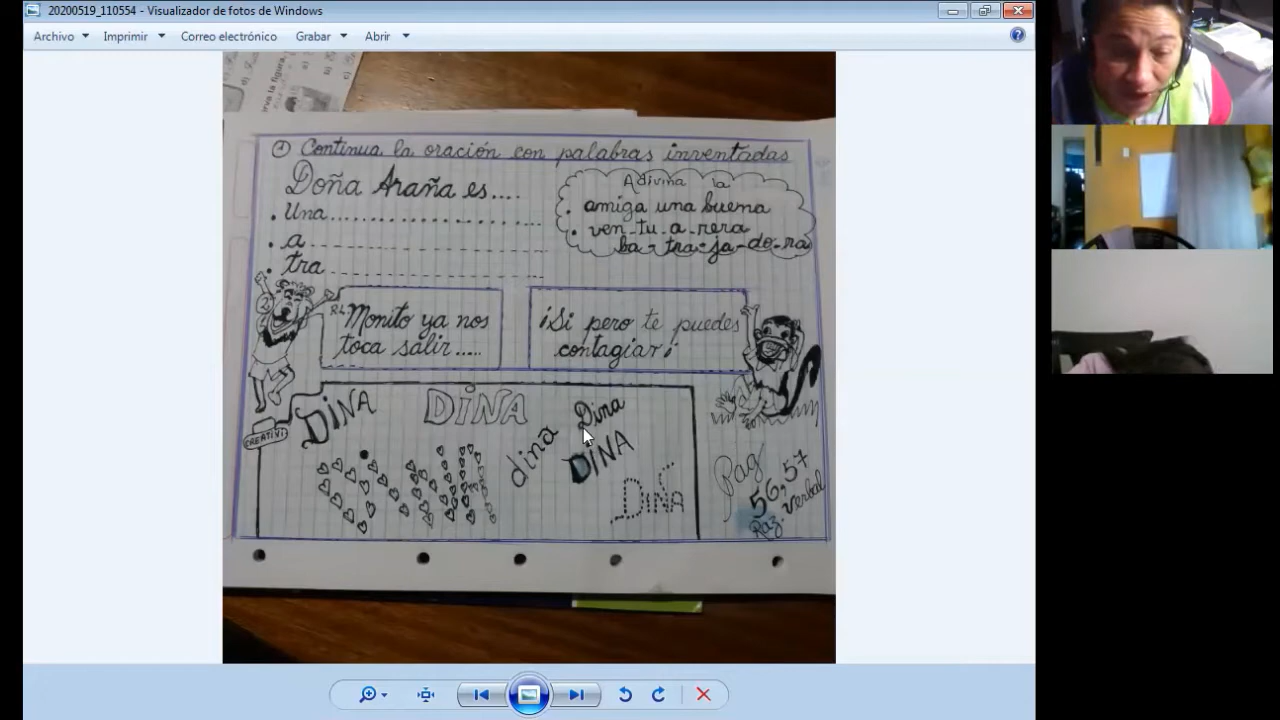 20200519_110554 - Visualizador de fotos de Windows
Archivo Imprimir Correo electrónico Grabar Abrir
erva la figura.
① Continua la oración con palabras inventadas
Doña Araña es....
. Una....................
. a
. tra
Adivina la
. amiga una buena
. ven-tu-a-rera
ba-tra-ja-do-ra
Monito ya nos
toca salir.....
¡Si pero te puedes
contagiar¡
CREATIVI
DiNA
DiNA
Dina
dina
DiNA
DiNA
Pag
56,57
Raz. verbal